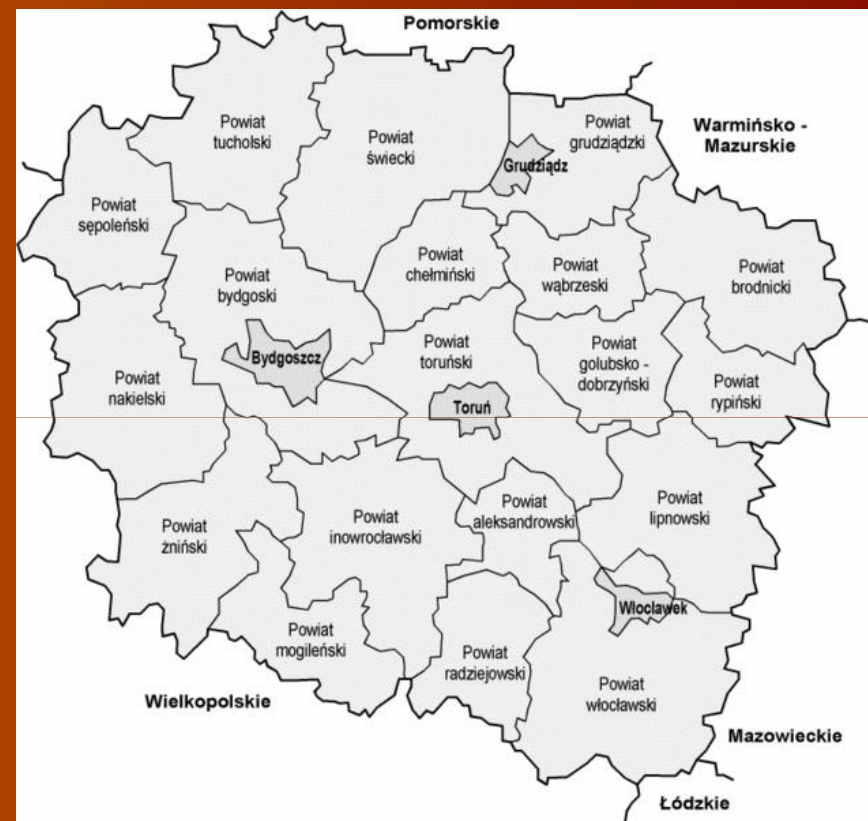 Pomorskie
Powiat
tucholski
Powiat
świecki
Powiat
grudziądzki
Warmińsko -
Mazurskie
Grudziądz
Powiat
sępoleński
Powiat
bydgoski
Powiat
chełmiński
Powiat
wąbrzeski
Powiat
brodnicki
Bydgoszcz
Powiat
toruński
Powiat
golubsko -
dobrzyński
Powiat
nakielski
Toruń
Powiat
rypiński
Powiat
żniński
Powiat
inowrocławski
Powiat
aleksandrowski
Powiat
lipnowski
Wloclawek
Powiat
mogileński
Powiat
radziejowski
Powiat
włocławski
Wielkopolskie
Mazowieckie
Łódzkie